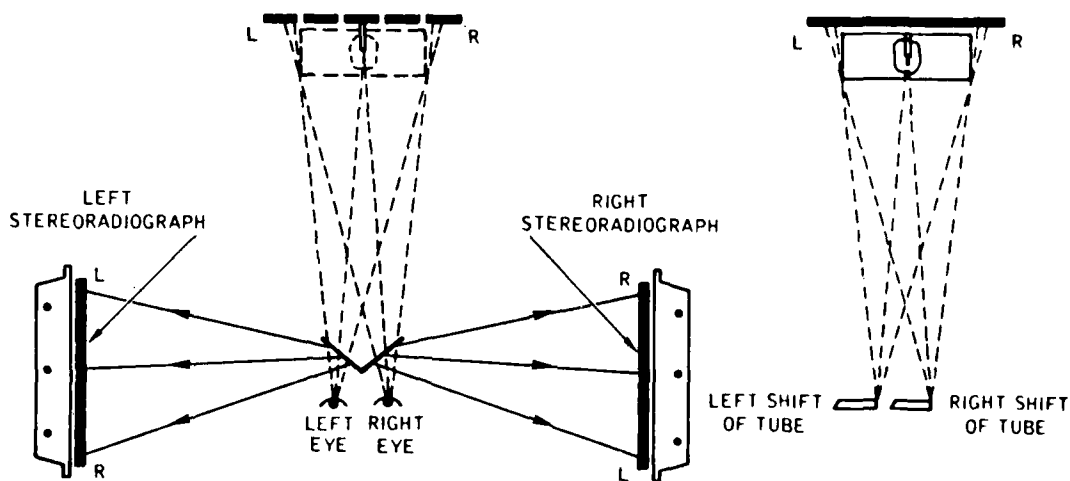 L
R
L
R
LEFT
STEREORADIOGRAPH
RIGHT
STEREORADIOGRAPH
L
R
R
L
LEFT
EYE
RIGHT
EYE
LEFT SHIFT
OF TUBE
RIGHT SHIFT
OF TUBE